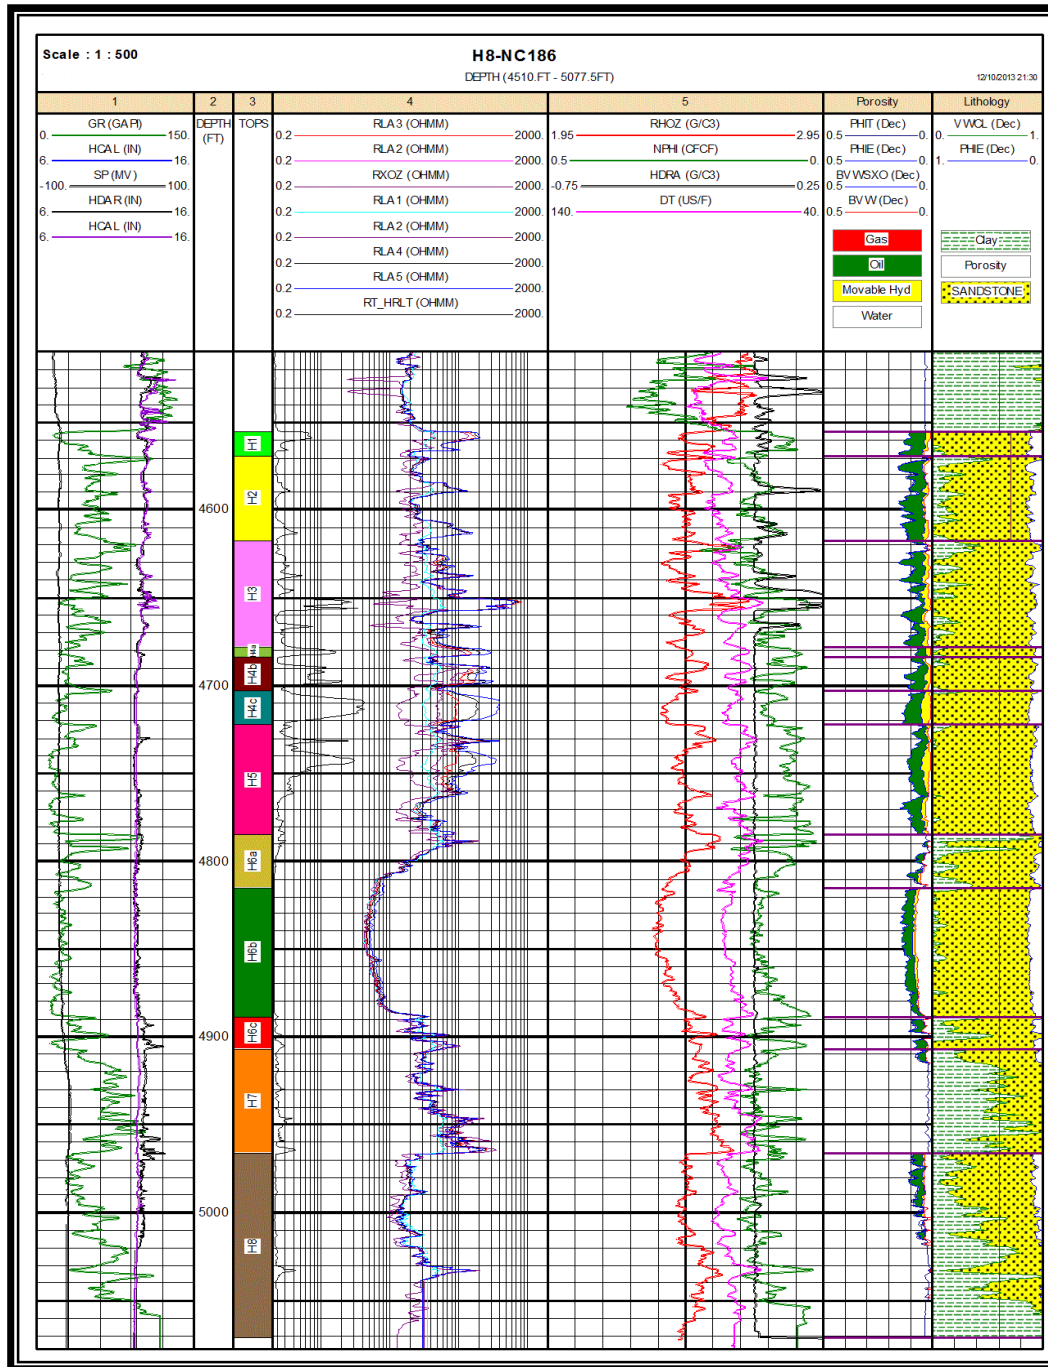 Scale : 1 : 500
H8-NC186
DEPTH (4510.FT - 5077.5FT)
12/10/2013 21:30
1 2 3 4 5 Porosity Lithology
GR (GAPI)
0. 150.
HCAL (IN)
6. 16.
SP (MV)
-100. 100.
HDAR (IN)
6. 16.
HCAL (IN)
6. 16.
DEPTH
(FT)
TOPS
RLA3 (OHMM)
0.2 2000.
RLA2 (OHMM)
0.2 2000.
RXOZ (OHMM)
0.2 2000.
RLA1 (OHMM)
0.2 2000.
RLA2 (OHMM)
0.2 2000.
RLA4 (OHMM)
0.2 2000.
RLA5 (OHMM)
0.2 2000.
RT_HRLT (OHMM)
0.2 2000.
RHOZ (G/C3)
1.95 2.95
NPHI (CFCF)
0.5 0.
HDRA (G/C3)
-0.75 0.25
DT (US/F)
140. 40.
PHIT (Dec)
0.5 0.
PHIE (Dec)
0.5 0.
BVWSXO (Dec)
0.5 0.
BVW (Dec)
0.5 0.
Gas
Oil
Movable Hyd
Water
VWCL (Dec)
0. 1.
PHIE (Dec)
1. 0.
Clay
Porosity
SANDSTONE
H1
H2
4600
H3
H4a
H4b
4700
H4c
H5
4800
H6a
H6b
H6c
4900
H7
5000
H8